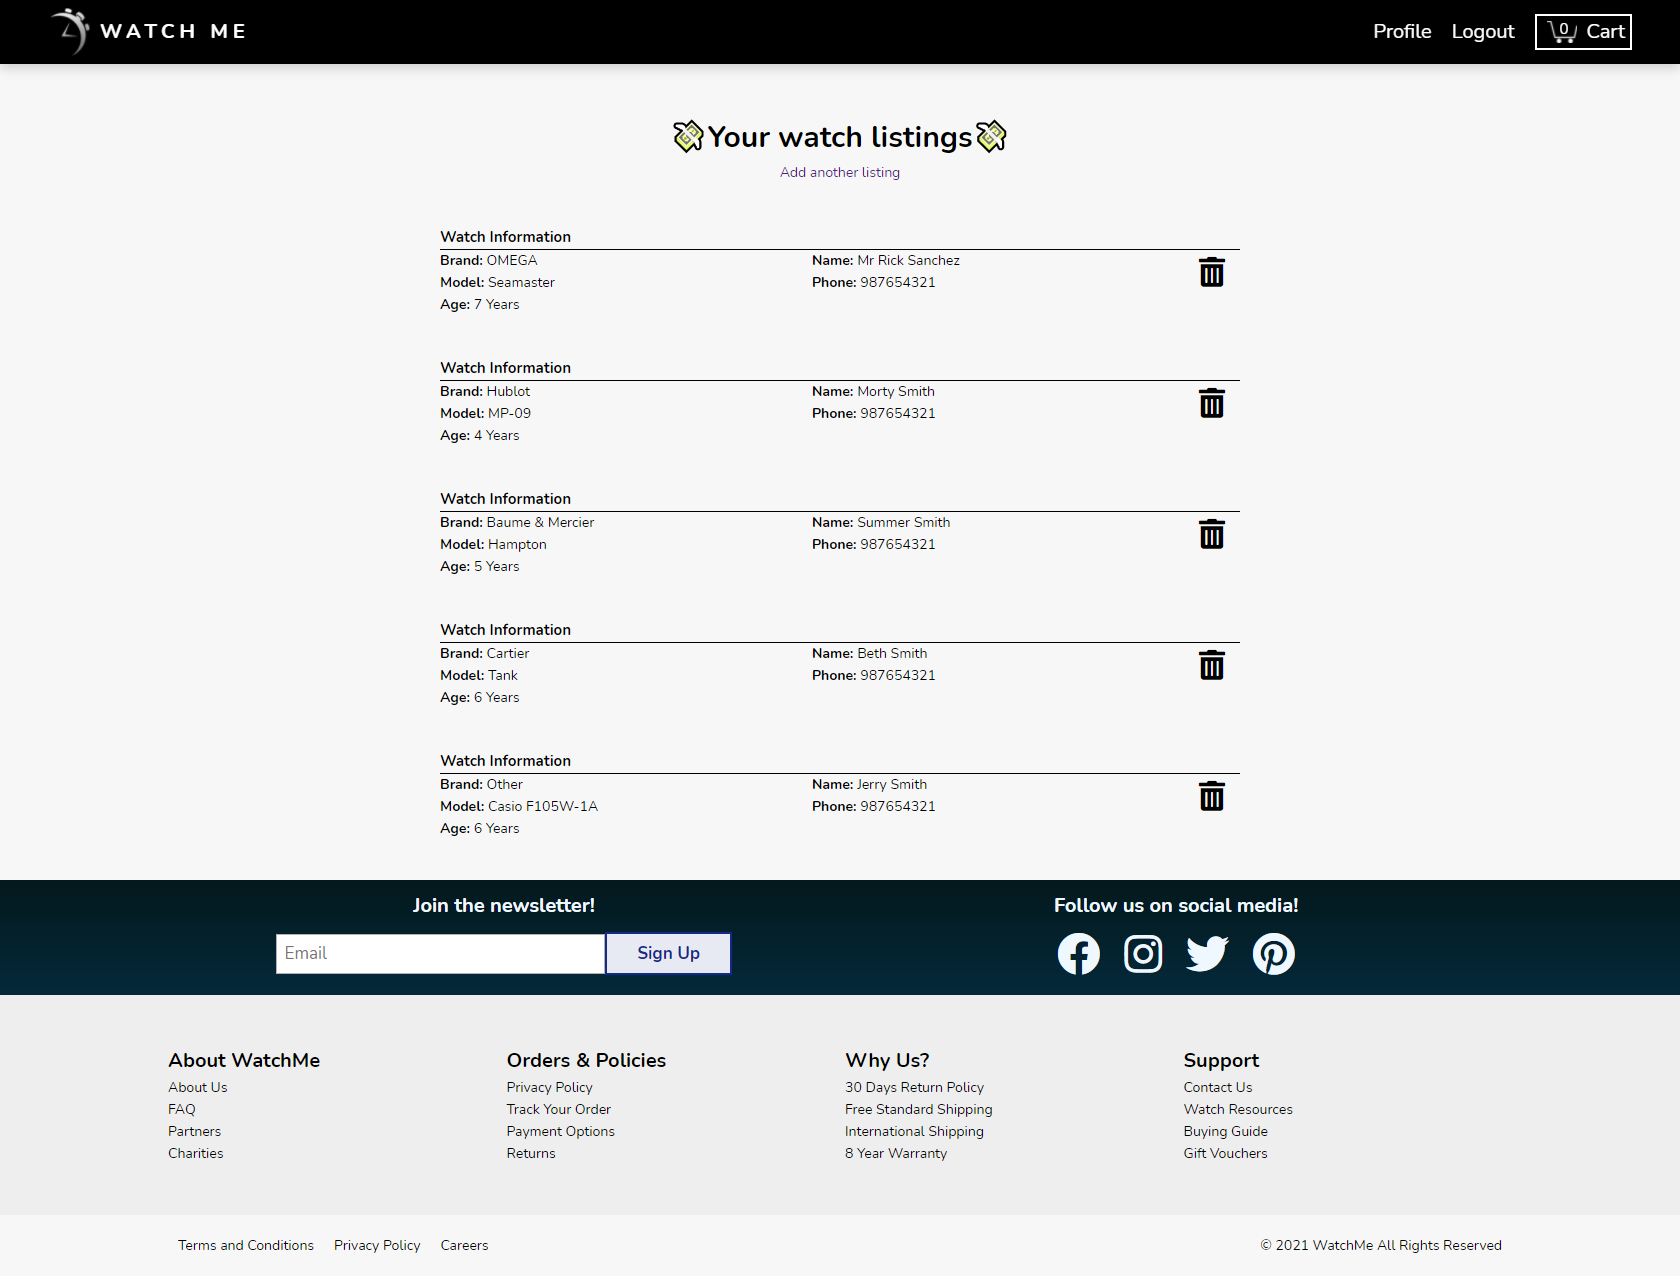 WATCH ME
Profile Logout 0 Cart
Your watch listings
Add another listing
Watch Information
Brand: OMEGA Name: Mr Rick Sanchez
Model: Seamaster Phone: 987654321
Age: 7 Years
Watch Information
Brand: Hublot Name: Morty Smith
Model: MP-09 Phone: 987654321
Age: 4 Years
Watch Information
Brand: Baume & Mercier Name: Summer Smith
Model: Hampton Phone: 987654321
Age: 5 Years
Watch Information
Brand: Cartier Name: Beth Smith
Model: Tank Phone: 987654321
Age: 6 Years
Watch Information
Brand: Other Name: Jerry Smith
Model: Casio F105W-1A Phone: 987654321
Age: 6 Years
Join the newsletter!
Email Sign Up
Follow us on social media!
About WatchMe
About Us
FAQ
Partners
Charities
Orders & Policies
Privacy Policy
Track Your Order
Payment Options
Returns
Why Us?
30 Days Return Policy
Free Standard Shipping
International Shipping
8 Year Warranty
Support
Contact Us
Watch Resources
Buying Guide
Gift Vouchers
Terms and Conditions Privacy Policy Careers
© 2021 WatchMe All Rights Reserved